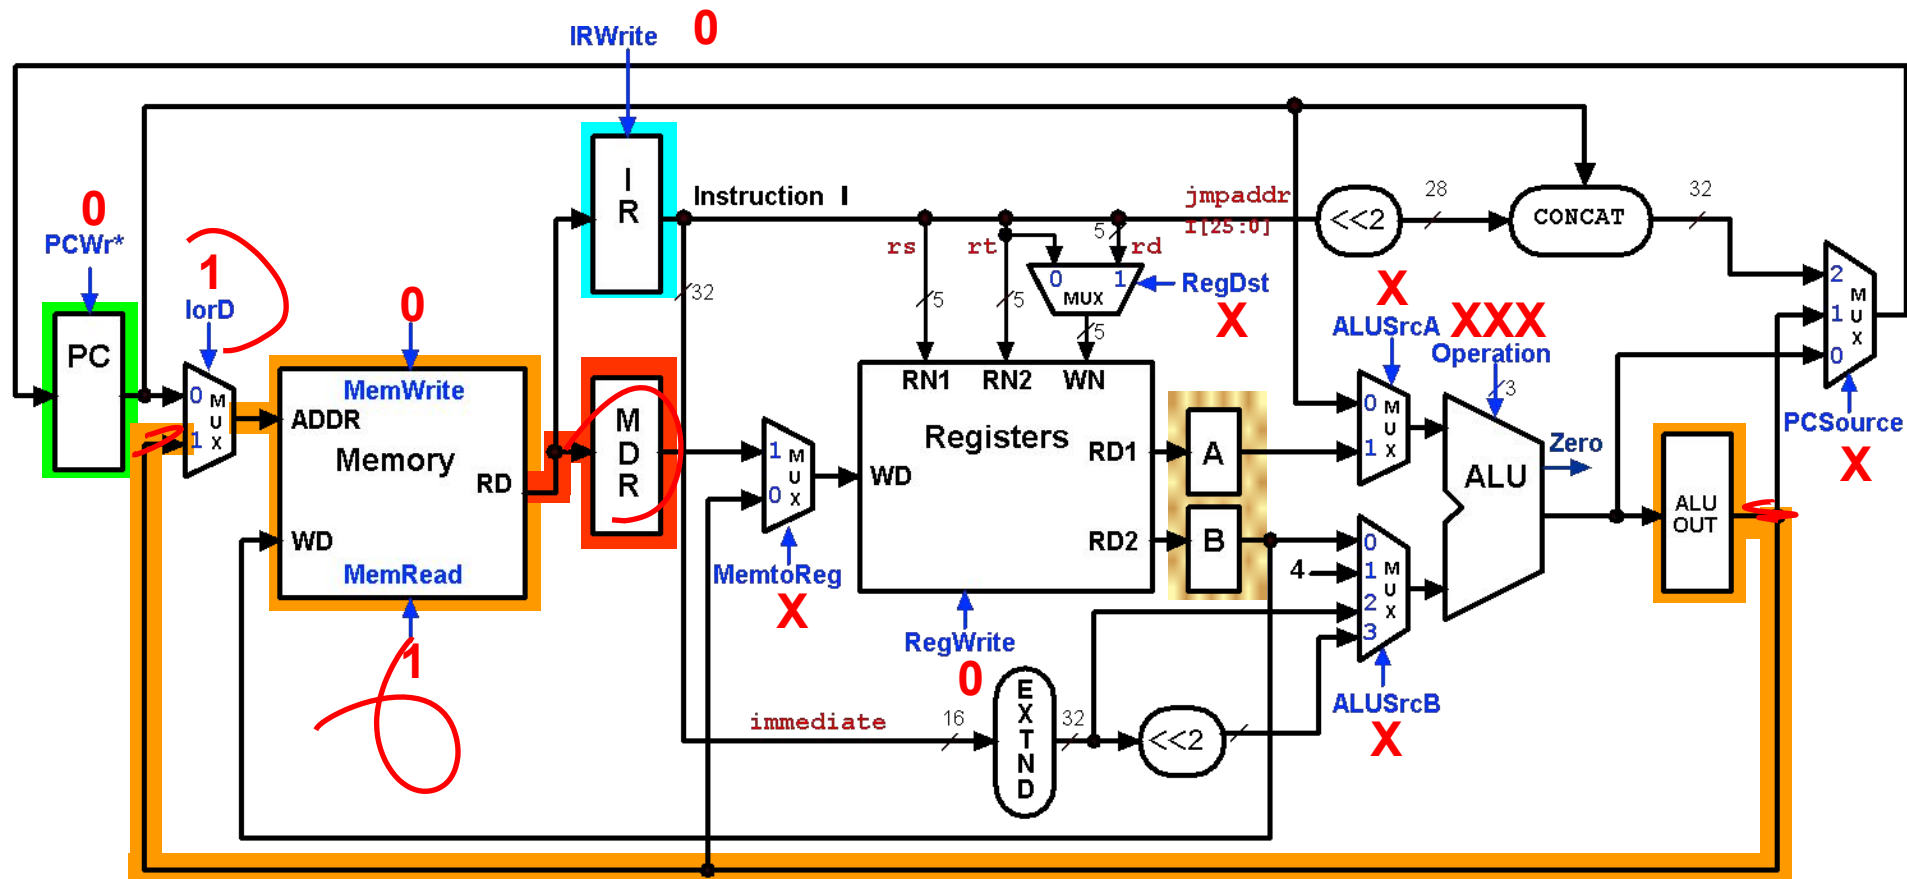 IRWrite 0
0
PCWr*
1
IorD
0
PC
0
M
U
X
1
MemWrite
ADDR
Memory
RD
WD
MemRead
1
I
R
Instruction I
32
M
D
R
1
M
U
X
0
MemtoReg
X
rs
rt
rd
5
5
5
5
0 1
MUX
RegDst
X
RN1 RN2 WN
Registers
WD
RD1
RD2
RegWrite
0
A
B
immediate
16
E
X
T
N
D
32
<<2
jmpaddr
I[25:0]
<<2
28
CONCAT
32
X
ALUSrcA
XXX
Operation
3
0
M
U
X
1
4
0
1
2
3
M
U
X
ALUSrcB
X
ALU
Zero
ALU
OUT
2
1
0
M
U
X
PCSource
X